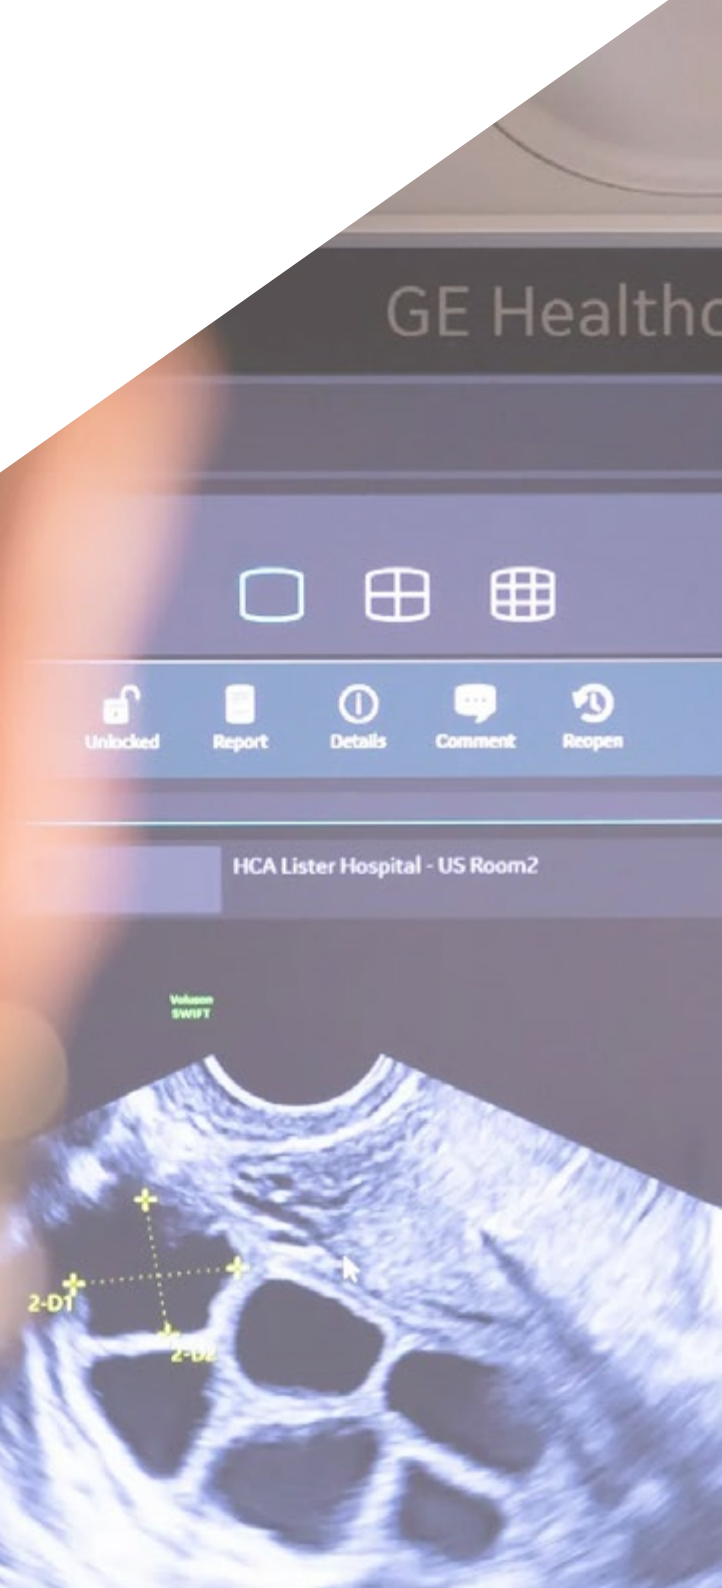 GE Healthc
Unlocked Report Details Comment Reopen
HCA Lister Hospital - US Room2
Voluson
SWIFT
2-D1
2-D2